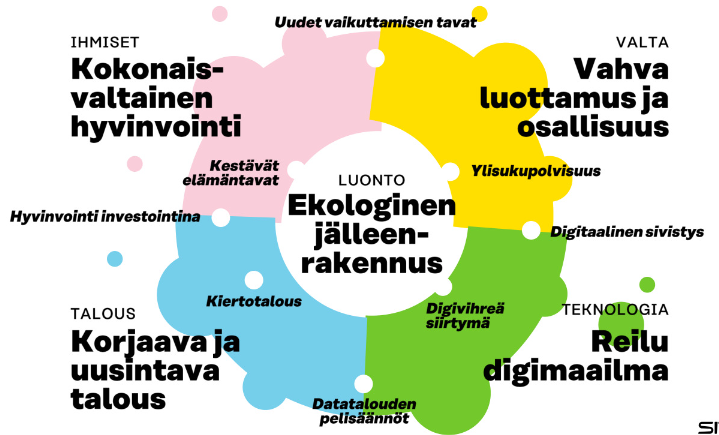 Uudet vaikuttamisen tavat
IHMISET
Kokonais-
valtainen
hyvinvointi
VALTA
Vahva
luottamus ja
osallisuus
Kestävät
elämäntavat
LUONTO
Ekologinen
jälleen-
rakennus
Ylisukupolvisuus
Hyvinvointi investointina
Digitaalinen sivistys
Kiertotalous
Digivihreä
siirtymä
TALOUS
Korjaava ja
uusintava
talous
TEKNOLOGIA
Reilu
digimaailma
Datatalouden
pelisäännöt
SI